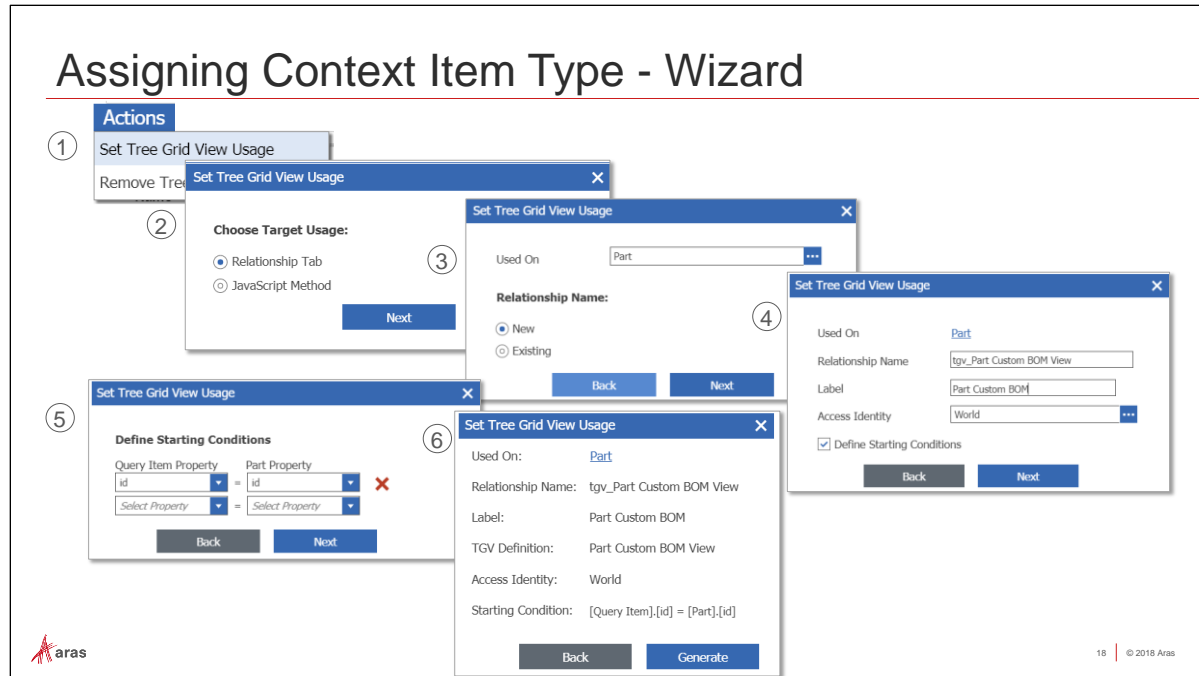 Assigning Context Item Type - Wizard
Actions
1
Set Tree Grid View Usage
Remove Tree
2
Set Tree Grid View Usage
Choose Target Usage:
Relationship Tab
JavaScript Method
Next
3
Set Tree Grid View Usage
Used On Part
Relationship Name:
New
Existing
Back Next
4
Set Tree Grid View Usage
Used On Part
Relationship Name tgv_Part Custom BOM View
Label Part Custom BOM
Access Identity World
Define Starting Conditions
Back Next
5
Set Tree Grid View Usage
Define Starting Conditions
Query Item Property Part Property
id = id
Select Property = Select Property
Back Next
6
Set Tree Grid View Usage
Used On: Part
Relationship Name: tgv_Part Custom BOM View
Label: Part Custom BOM
TGV Definition: Part Custom BOM View
Access Identity: World
Starting Condition: [Query Item].[id] = [Part].[id]
Back Generate
aras
18 © 2018 Aras